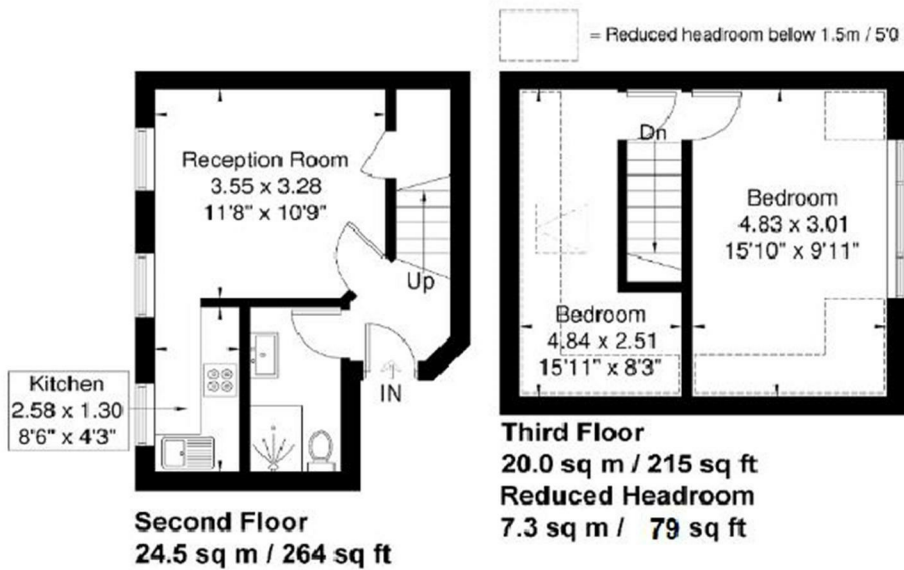 = Reduced headroom below 1.5m / 5'0
Reception Room
3.55 x 3.28
11'8" x 10'9"
Up
IN
Kitchen
2.58 x 1.30
8'6" x 4'3"
Second Floor
24.5 sq m / 264 sq ft
Dn
Bedroom
4.83 x 3.01
15'10" x 9'11"
Bedroom
4.84 x 2.51
15'11" x 8'3"
Third Floor
20.0 sq m / 215 sq ft
Reduced Headroom
7.3 sq m / 79 sq ft